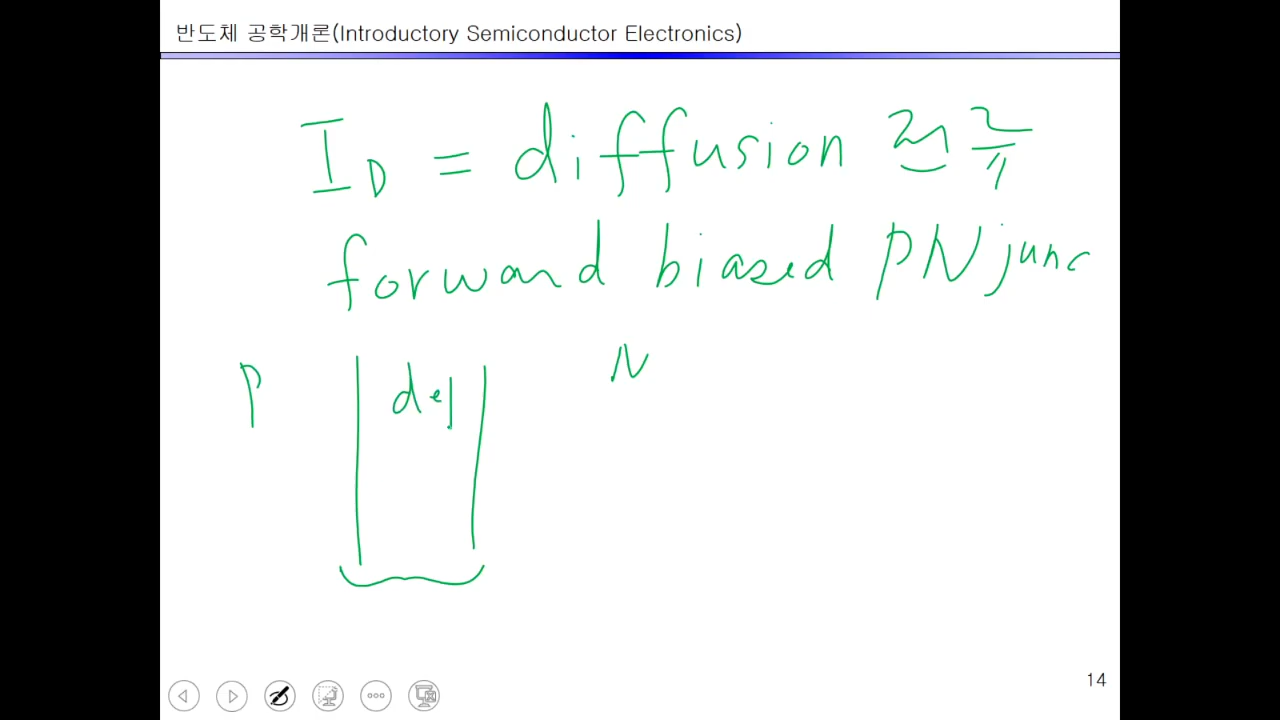 반도체 공학개론(Introductory Semiconductor Electronics)
I_D = diffusion 전류
forward biased PN junc
P dep N
14